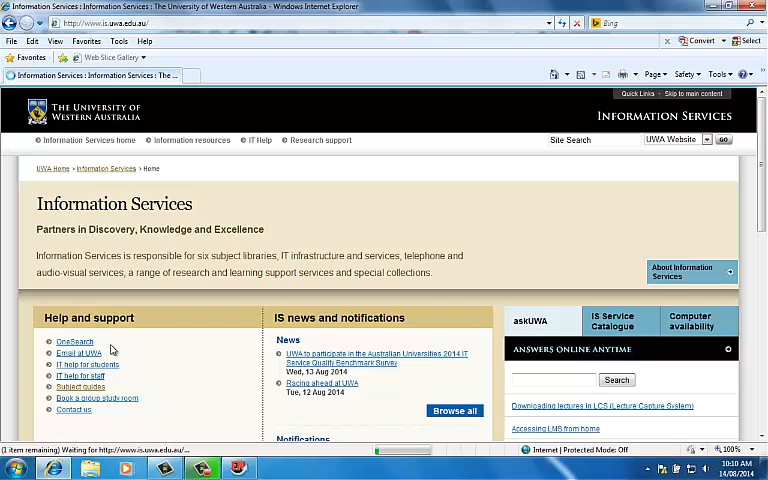 Information Services : Information Services : The University of Western Australia - Windows Internet Explorer
http://www.is.uwa.edu.au/
Bing
File Edit View Favorites Tools Help
Convert Select
Favorites Web Slice Gallery
Information Services : Information Services : The ...
Page Safety Tools
Quick Links Skip to main content
THE UNIVERSITY OF
WESTERN AUSTRALIA
INFORMATION SERVICES
Information Services home Information resources IT Help Research support
Site Search UWA Website GO
UWA Home > Information Services > Home
Information Services
Partners in Discovery, Knowledge and Excellence
Information Services is responsible for six subject libraries, IT infrastructure and services, telephone and
audio-visual services, a range of research and learning support services and special collections.
About Information
Services
Help and support
OneSearch
Email at UWA
IT help for students
IT help for staff
Subject guides
Book a group study room
Contact us
IS news and notifications
News
UWA to participate in the Australian Universities 2014 IT
Service Quality Benchmark Survey
Wed, 13 Aug 2014
Racing ahead at UWA
Tue, 12 Aug 2014
Browse all
Notifications
askUWA
IS Service
Catalogue
Computer
availability
ANSWERS ONLINE ANYTIME
Search
Downloading lectures in LCS (Lecture Capture System)
Accessing LMS from home
(1 item remaining) Waiting for http://www.is.uwa.edu.au/...
Internet | Protected Mode: Off
100%
10:10 AM
14/08/2014